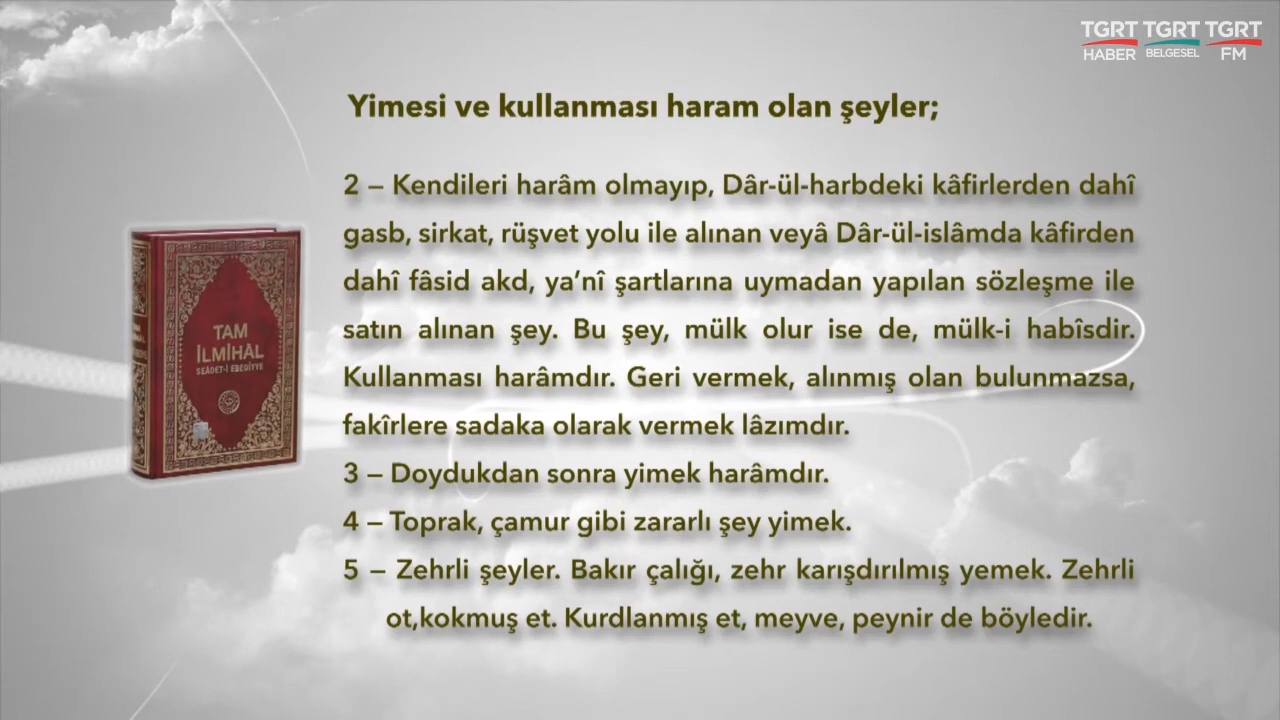 TGRT TGRT TGRT
HABER BELGESEL FM
Yimesi ve kullanması haram olan şeyler;
2 – Kendileri harâm olmayıp, Dâr-ül-harbdeki kâfirlerden dahî
gasb, sirkat, rüşvet yolu ile alınan veyâ Dâr-ül-islâmda kâfirden
dahî fâsid akd, ya’nî şartlarına uymadan yapılan sözleşme ile
satın alınan şey. Bu şey, mülk olur ise de, mülk-i habîsdir.
Kullanması harâmdır. Geri vermek, alınmış olan bulunmazsa,
fakîrlere sadaka olarak vermek lâzımdır.
3 – Doydukdan sonra yimek harâmdır.
4 – Toprak, çamur gibi zararlı şey yimek.
5 – Zehrli şeyler. Bakır çalığı, zehr karışdırılmış yemek. Zehrli
ot,kokmuş et. Kurdlanmış et, meyve, peynir de böyledir.
TAM
İLMİHÂL
SEÂDET-İ EBEDİYYE